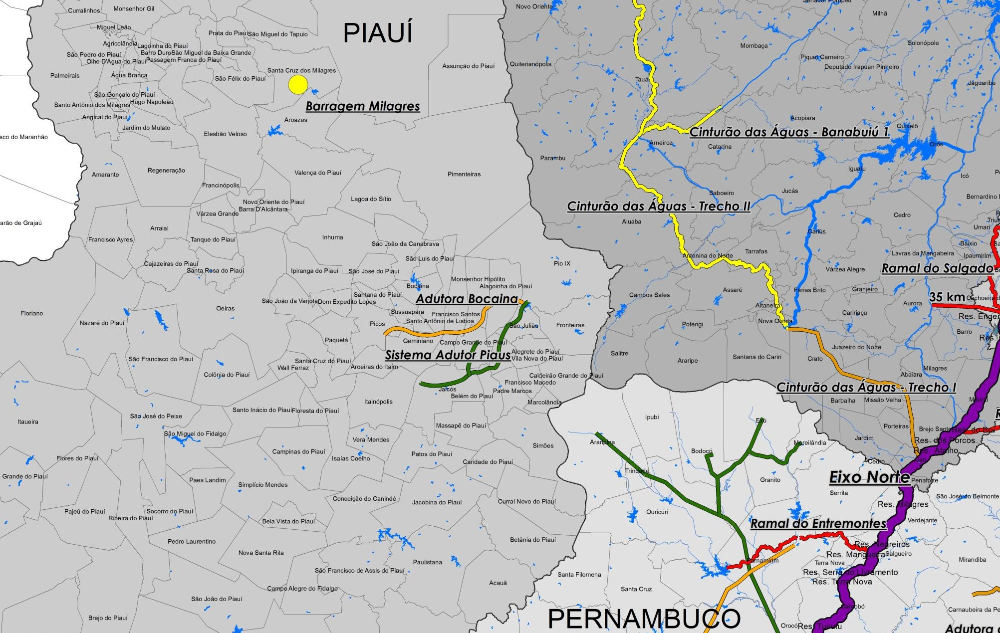 Curralinhos
Monsenhor Gil
Novo Oriente
Milhã
Miguel Leão
PIAUÍ
Prata do Piauí
São Miguel do Tapuio
Agricolândia
Lagoinha do Piauí
Mombaça
Solonópole
São Pedro do Piauí
Barro Duro
São Miguel da Baixa Grande
Olho D'Água do Piauí
Passagem Franca do Piauí
Piquet Carneiro
Quiterianópolis
Assunção do Piauí
Deputado Irapuan Pinheiro
Palmeirais
Água Branca
São Félix do Piauí
Santa Cruz dos Milagres
Tauá
Jaguaribe
São Gonçalo do Piauí
Santo Antônio dos Milagres
Hugo Napoleão
Barragem Milagres
Angical do Piauí
Aroazes
Acopiara
Jardim do Mulato
Elesbão Veloso
Quixelô
Cinturão das Águas - Banabuiú 1
sco do Maranhão
Arneiroz
Catarina
Orós
Parambu
Amarante
Regeneração
Valença do Piauí
Pimenteiras
Iguatu
Icó
Francinópolis
Saboeiro
Jucás
Bernardino
Novo Oriente do Piauí
Lagoa do Sítio
Barra D'Alcântara
Cinturão das Águas - Trecho II
Várzea Grande
Cedro
arão de Grajaú
Aiuaba
Umari
Arraial
Cariús
Francisco Ayres
Tanque do Piauí
Inhuma
São João da Canabrava
Baixio
Tarrafas
Antonina do Norte
Lavras da Mangabeira
Ipaumirim
São Luis do Piauí
Cajazeiras do Piauí
Pio IX
Santa Rosa do Piauí
Ipiranga do Piauí
São José do Piauí
Várzea Alegre
Ramal do Salgado
Monsenhor Hipólito
Bocaina
Alagoinha do Piauí
Campos Sales
Assaré
Farias Brito
Granjeiro
Santana do Piauí
35 km
Cachoeira d
São João da Varjota
Dom Expedito Lopes
Adutora Bocaina
Altaneira
Aurora
Floriano
Oeiras
Sussuapara
Francisco Santos
Caririaçu
Res. Enger
Nazaré do Piauí
Picos
Santo Antônio de Lisboa
São Julião
Fronteiras
Potengi
Nova Olinda
Barro
Res.
Paquetá
Geminiano
Campo Grande do Piauí
Juazeiro do Norte
Alegrete do Piauí
Salitre
Araripe
Santana do Cariri
Crato
São Francisco do Piauí
Santa Cruz do Piauí
Sistema Adutor Piaus
Vila Nova do Piauí
Wall Ferraz
Aroeiras do Itaim
Milagres
Colônia do Piauí
Caldeirão Grande do Piauí
Abaiara
Francisco Macedo
Jaicós
Padre Marcos
Cinturão das Águas - Trecho I
Belém do Piauí
Itainópolis
Marcolândia
Barbalha
Missão Velha
Mauriti
Santo Inácio do Piauí
Floresta do Piauí
São José do Peixe
Ipubi
Exu
Itaueira
Massapê do Piauí
Porteiras
Brejo Santo
Res. do Boi
São Miguel do Fidalgo
Vera Mendes
Simões
Araripina
Moreilândia
Jardim
Res. dos Porcos
Campinas do Piauí
Patos do Piauí
Bodocó
Res. Atalho
Flores do Piauí
Isaías Coelho
Caridade do Piauí
Cedro
Jati
Trindade
Grande do Piauí
Paes Landim
Simplício Mendes
Granito
Eixo Norte
Penaforte
Serrita
Conceição do Canindé
Jacobina do Piauí
Curral Novo do Piauí
São José do Belmonte
Res. Milagres
Pajeú do Piauí
Socorro do Piauí
Ouricuri
Ribeira do Piauí
Bela Vista do Piauí
Ramal do Entremontes
Verdejante
Pedro Laurentino
Betânia do Piauí
Res. Negreiros
Nova Santa Rita
Res. Mangueira
Salgueiro
Paulistana
Parnamirim
Terra Nova
Mirandiba
São Francisco de Assis do Piauí
Santa Filomena
Res. Serra do Livramento
Acauã
Res. Terra Nova
Campo Alegre do Fidalgo
Santa Cruz
São João do Piauí
Cabrobó
Carnaubeira da Pe
Brejo do Piauí
PERNAMBUCO
Orocó
Res. Tucutu
Adutora